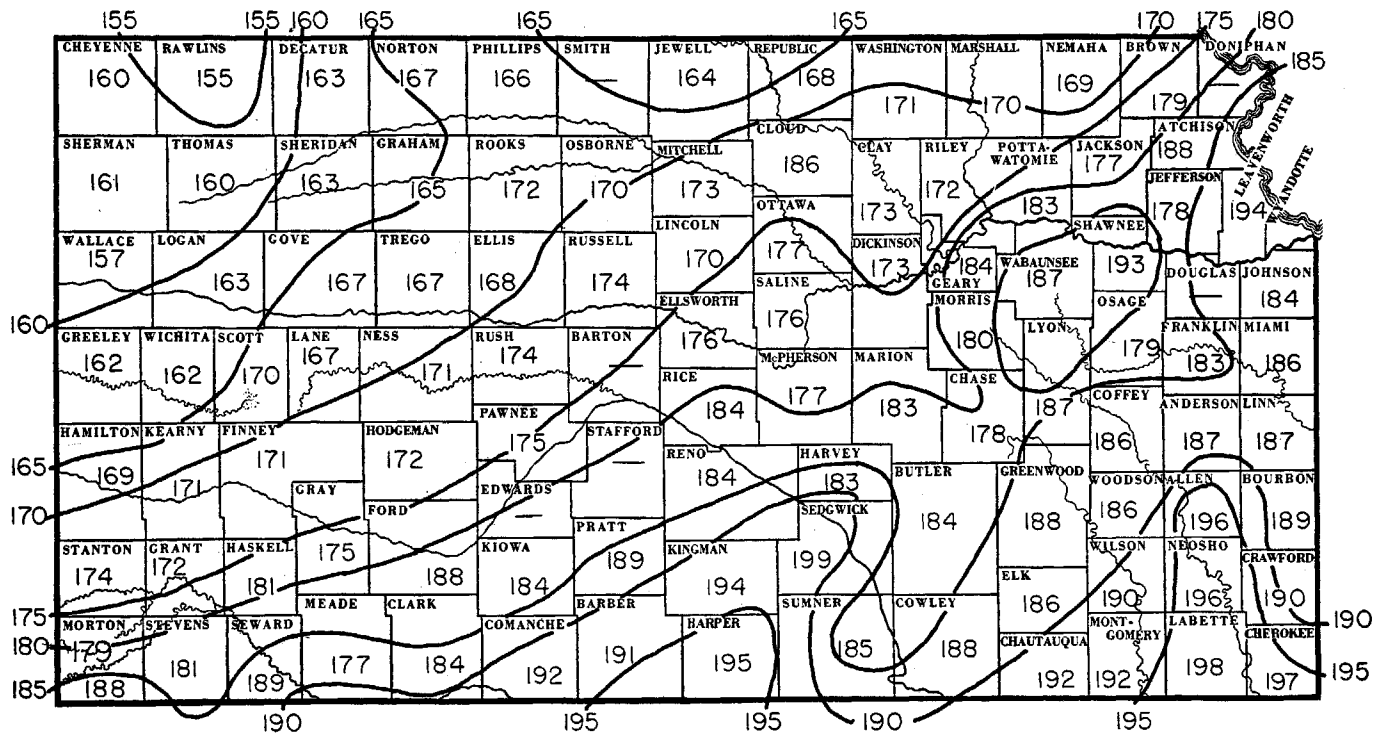 155 155 160 165 165 165 170 175 180
CHEYENNE RAWLINS DECATUR NORTON PHILLIPS SMITH JEWELL REPUBLIC WASHINGTON MARSHALL NEMAHA BROWN DONIPHAN
185
160 155 163 167 166 — 164 168 171 170 169 179 —
LEAVENWORTH
WYANDOTTE
CLOUD ATCHISON
186 188
SHERMAN THOMAS SHERIDAN GRAHAM ROOKS OSBORNE MITCHELL CLAY RILEY POTTA-
WATOMIE JACKSON
177
JEFFERSON
161 160 163 165 172 170 173 173 172 183 178 194
OTTAWA
177
LINCOLN
170
SHAWNEE
193
WALLACE LOGAN GOVE TREGO ELLIS RUSSELL DICKINSON
157 163 167 167 168 174 173
184
GEARY
WABAUNSEE
187
DOUGLAS JOHNSON
— 184
SALINE
176
ELLSWORTH
176
MORRIS
180
OSAGE
179
160
GREELEY WICHITA SCOTT LANE NESS RUSH BARTON
162 162 170 167 171 174 —
LYON
187
FRANKLIN MIAMI
183 186
McPHERSON MARION
177 183
RICE
184
CHASE
178
COFFEY
186
ANDERSON LINN
187 187
PAWNEE
175
STAFFORD
—
HAMILTON KEARNY FINNEY HODGEMAN
169 171 171 172
165
RENO
184
HARVEY
183
BUTLER
184
GREENWOOD
188
WOODSON ALLEN BOURBON
186 196 189
GRAY
175
FORD
188
EDWARDS
—
170
SEDGWICK
199
PRATT
189
STANTON GRANT HASKELL
174 172 181
KIOWA
184
KINGMAN
194
WILSON NEOSHO CRAWFORD
190 196 190
ELK
186
175
MEADE CLARK
177 184
BARBER
191
SUMNER COWLEY
185 188
190
MORTON STEVENS SEWARD
179 181 189
COMANCHE
192
HARPER
195
CHAUTAUQUA
192
MONT-
GOMERY
192
LABETTE
198
CHEROKEE
197
180
188
195
185
190 195 195 190 195